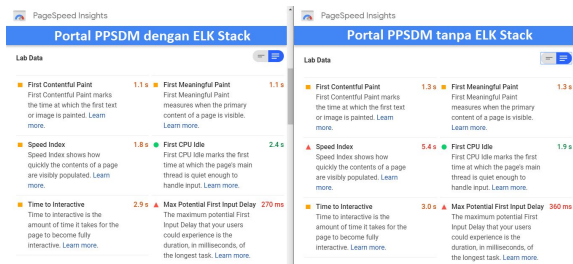 PageSpeed Insights
Portal PPSDM dengan ELK Stack
Lab Data
First Contentful Paint 1.1 s
First Contentful Paint marks
the time at which the first text
or image is painted. Learn
more.
First Meaningful Paint 1.1 s
First Meaningful Paint
measures when the primary
content of a page is visible.
Learn more.
Speed Index 1.8 s
Speed Index shows how
quickly the contents of a page
are visibly populated. Learn
more.
First CPU Idle 2.4 s
First CPU Idle marks the first
time at which the page's main
thread is quiet enough to
handle input. Learn more.
Time to Interactive 2.9 s
Time to interactive is the
amount of time it takes for the
page to become fully
interactive. Learn more.
Max Potential First Input Delay 270 ms
The maximum potential First
Input Delay that your users
could experience is the
duration, in milliseconds, of
the longest task. Learn more.
PageSpeed Insights
Portal PPSDM tanpa ELK Stack
Lab Data
First Contentful Paint 1.3 s
First Contentful Paint marks
the time at which the first text
or image is painted. Learn
more.
First Meaningful Paint 1.3 s
First Meaningful Paint
measures when the primary
content of a page is visible.
Learn more.
Speed Index 5.4 s
Speed Index shows how
quickly the contents of a page
are visibly populated. Learn
more.
First CPU Idle 1.9 s
First CPU Idle marks the first
time at which the page's main
thread is quiet enough to
handle input. Learn more.
Time to Interactive 3.0 s
Time to interactive is the
amount of time it takes for the
page to become fully
interactive. Learn more.
Max Potential First Input Delay 360 ms
The maximum potential First
Input Delay that your users
could experience is the
duration, in milliseconds, of
the longest task. Learn more.